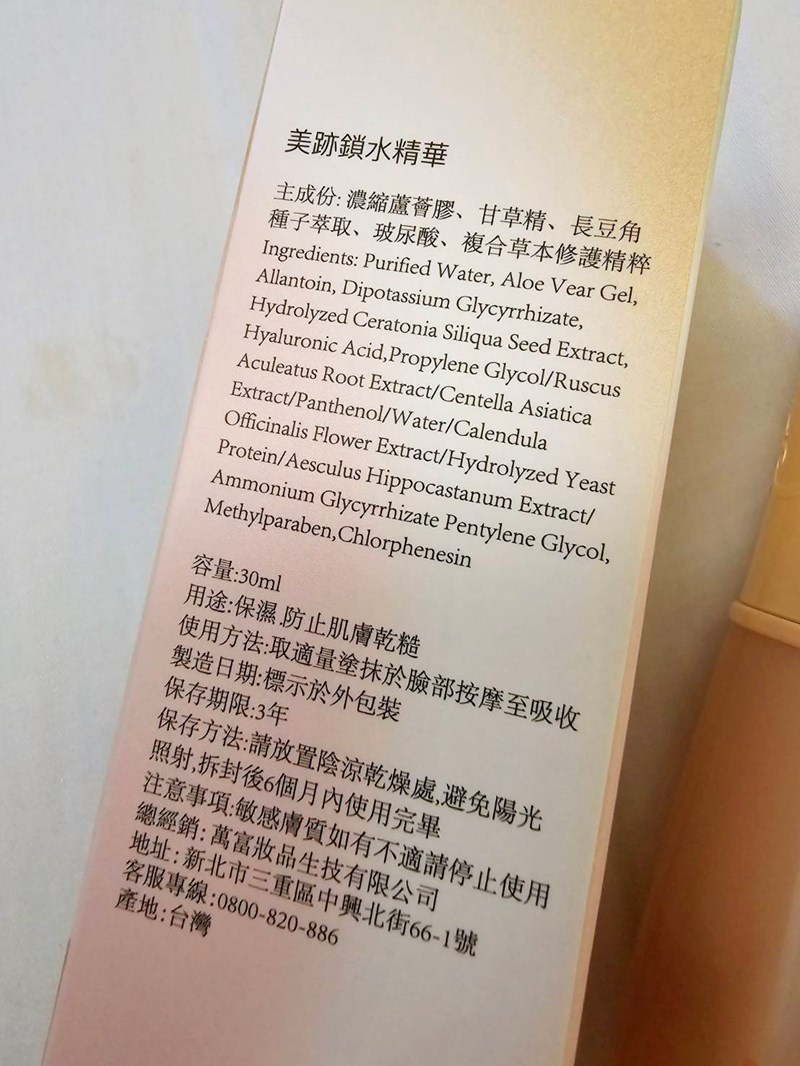 美跡鎖水精華
主成份: 濃縮蘆薈膠、甘草精、長豆角
種子萃取、玻尿酸、複合草本修護精粹
Ingredients: Purified Water, Aloe Vear Gel,
Allantoin, Dipotassium Glycyrrhizate,
Hydrolyzed Ceratonia Siliqua Seed Extract,
Hyaluronic Acid,Propylene Glycol/Ruscus
Aculeatus Root Extract/Centella Asiatica
Extract/Panthenol/Water/Calendula
Officinalis Flower Extract/Hydrolyzed Yeast
Protein/Aesculus Hippocastanum Extract/
Ammonium Glycyrrhizate Pentylene Glycol,
Methylparaben,Chlorphenesin
容量:30ml
用途:保濕.防止肌膚乾糙
使用方法:取適量塗抹於臉部按摩至吸收
製造日期:標示於外包裝
保存期限:3年
保存方法:請放置陰涼乾燥處,避免陽光
照射,拆封後6個月內使用完畢
注意事項:敏感膚質如有不適請停止使用
總經銷: 萬富妝品生技有限公司
地址: 新北市三重區中興北街66-1號
客服專線:0800-820-886
產地:台灣